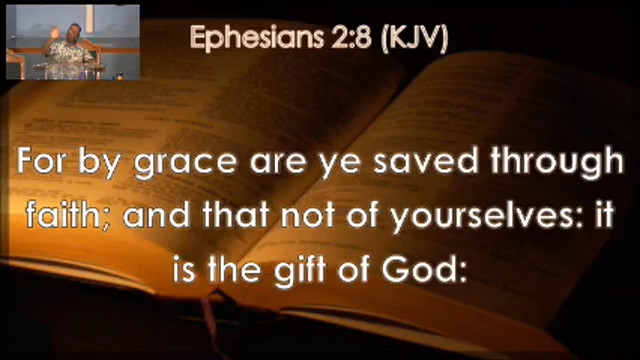 Ephesians 2:8 (KJV)
For by grace are ye saved through
faith; and that not of yourselves: it
is the gift of God: